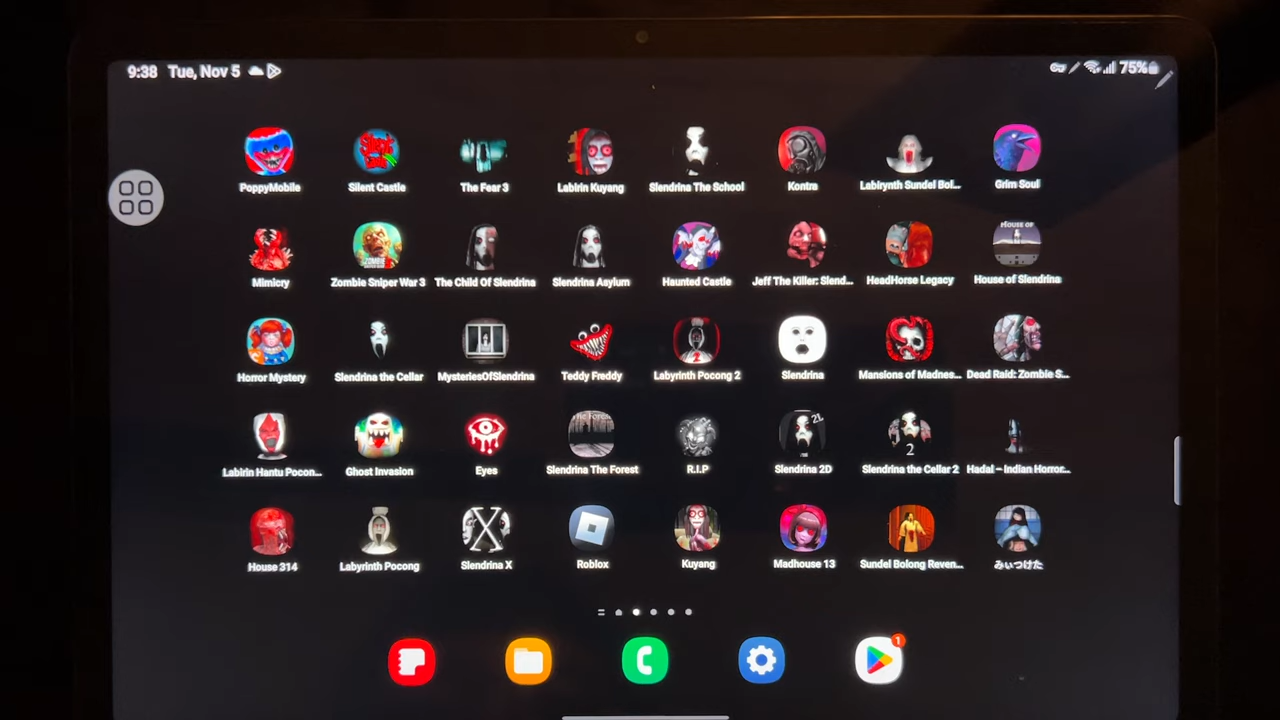 9:38 Tue, Nov 5 75%
PoppyMobile Silent Castle The Fear 3 Labirin Kuyang Slendrina The School Kontra Labirynth Sundel Bol... Grim Soul
HOUSE OF
Mimicry Zombie Sniper War 3 The Child Of Slendrina Slendrina Asylum Haunted Castle Jeff The Killer: Slend... HeadHorse Legacy House of Slendrina
Horror Mystery Slendrina the Cellar MysteriesOfSlendrina Teddy Freddy Labyrinth Pocong 2 Slendrina Mansions of Madnes... Dead Raid: Zombie S...
2
Labirin Hantu Pocon... Ghost Invasion Eyes Slendrina The Forest R.I.P Slendrina 2D Slendrina the Cellar 2 Hadal – Indian Horror...
X
House 314 Labyrinth Pocong Slendrina X Roblox Kuyang Madhouse 13 Sundel Bolong Reven... みぃつけた
1